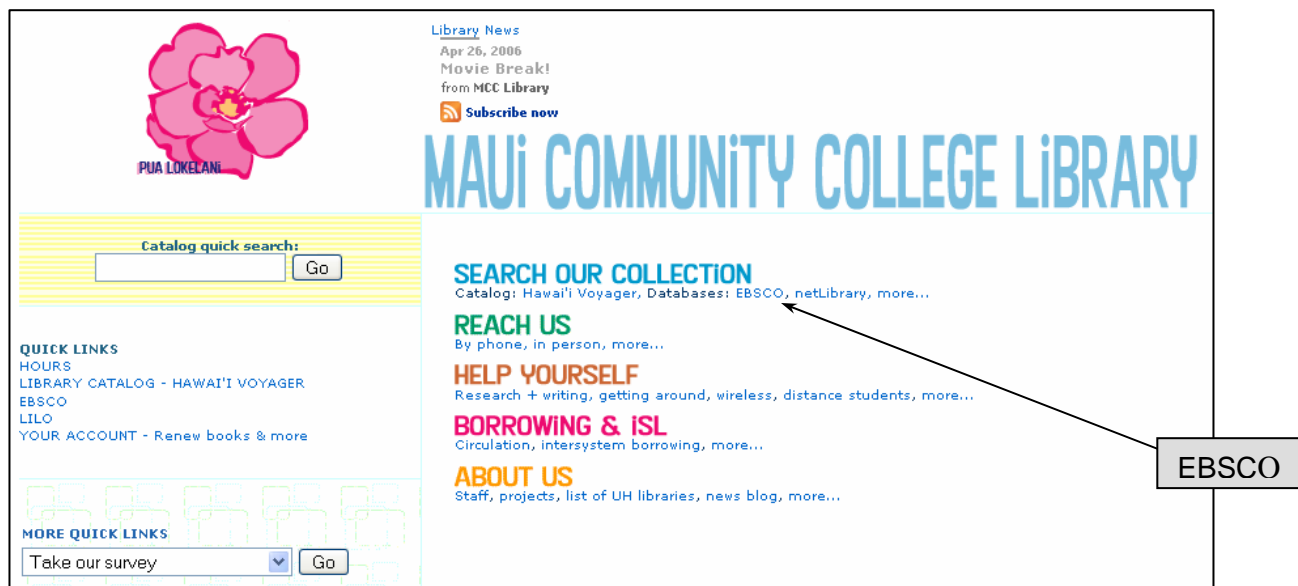 PUA LOKELANi
Library News
Apr 26, 2006
Movie Break!
from MCC Library
Subscribe now
MAUi COMMUNiTY COLLEGE LiBRARY
Catalog quick search:
Go
QUICK LINKS
HOURS
LIBRARY CATALOG - HAWAI'I VOYAGER
EBSCO
LILO
YOUR ACCOUNT - Renew books & more
MORE QUICK LINKS
Take our survey
Go
SEARCH OUR COLLECTiON
Catalog: Hawai'i Voyager, Databases: EBSCO, netLibrary, more...
REACH US
By phone, in person, more...
HELP YOURSELF
Research + writing, getting around, wireless, distance students, more...
BORROWiNG & iSL
Circulation, intersystem borrowing, more...
ABOUT US
Staff, projects, list of UH libraries, news blog, more...
EBSCO